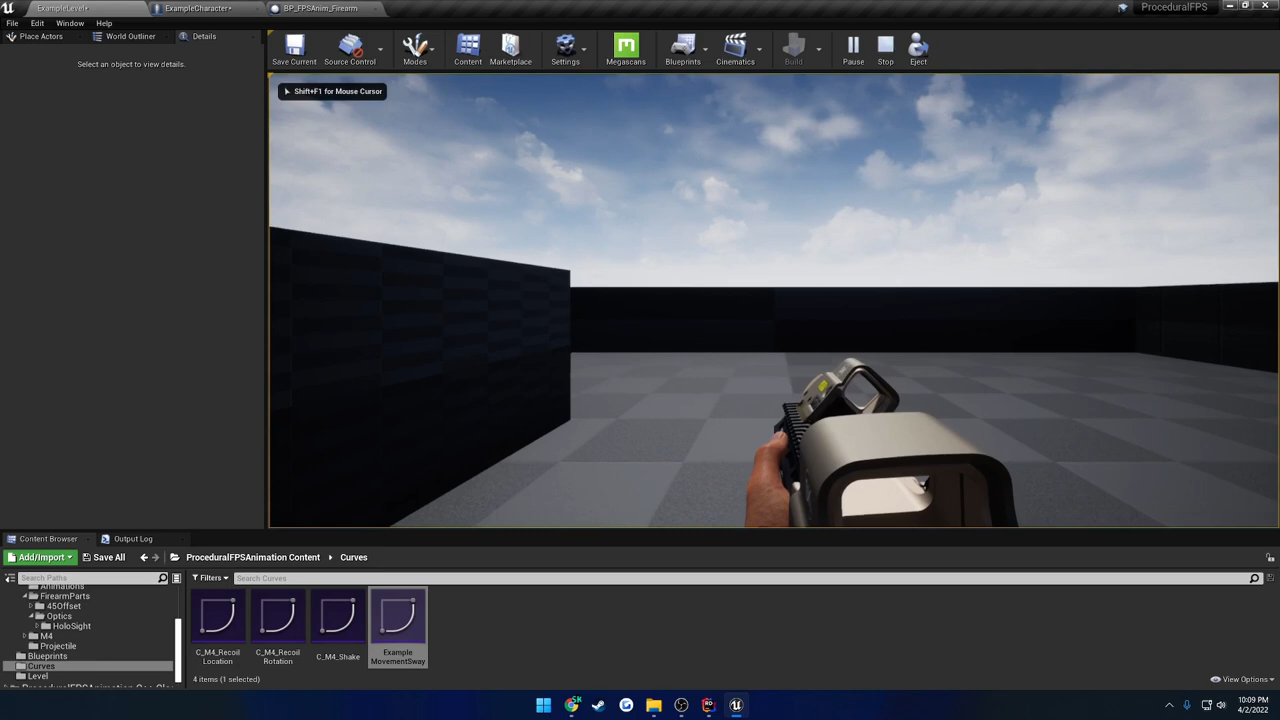 ExampleLevel•
ExampleCharacter•
BP_FPSAnim_Firearm
ProceduralFPS
File
Edit
Window
Help
Place Actors
World Outliner
Details
Select an object to view details.
Save Current
Source Control
Modes
Content
Marketplace
Settings
Megascans
Blueprints
Cinematics
Build
Pause
Stop
Eject
Shift+F1 for Mouse Cursor
Content Browser
Output Log
Add/Import
Save All
ProceduralFPSAnimation Content
Curves
Search Paths
Filters
Search Curves
Animations
FirearmParts
45Offset
Optics
HoloSight
M4
Projectile
Blueprints
Curves
Level
C_M4_Recoil
Location
C_M4_Recoil
Rotation
C_M4_Shake
Example
MovementSway
4 items (1 selected)
View Options
10:09 PM
4/2/2022